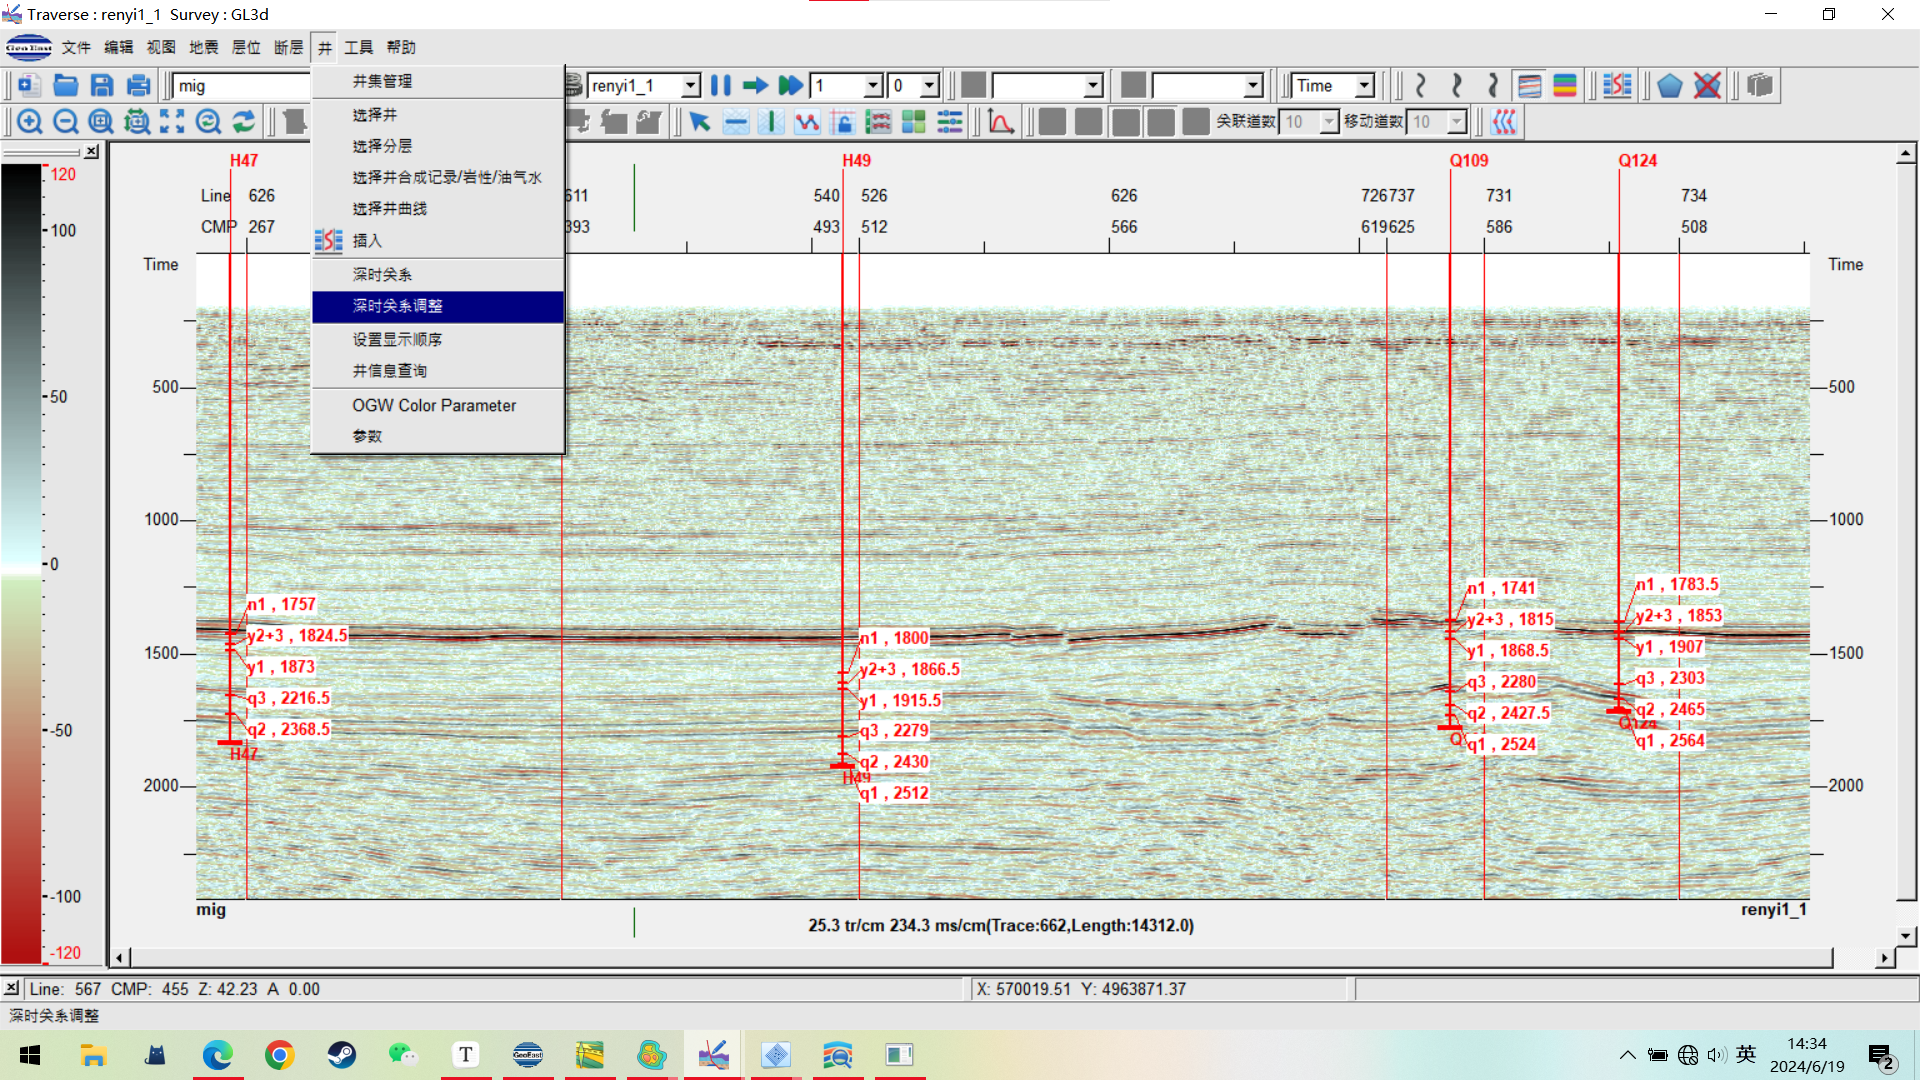 Traverse : renyi1_1  Survey : GL3d
Geo East 文件 编辑 视图 地震 层位 断层 井 工具 帮助
mig renyi1_1 1 0 Time
关联道数 10 移动道数 10
井集管理
选择井
选择分层
选择井合成记录/岩性/油气水
选择井曲线
插入
深时关系
深时关系调整
设置显示顺序
井信息查询
OGW Color Parameter
参数
120
100
50
0
-50
-100
-120
H47 H49 Q109 Q124
Line 626 611 540 526 626 726737 731 734
CMP 267 393 493 512 566 619625 586 508
Time Time
500 500
1000 1000
1500 1500
2000 2000
n1 , 1757
y2+3 , 1824.5
y1 , 1873
q3 , 2216.5
q2 , 2368.5
H47
n1 , 1800
y2+3 , 1866.5
y1 , 1915.5
q3 , 2279
q2 , 2430
H49
q1 , 2512
n1 , 1741
y2+3 , 1815
y1 , 1868.5
q3 , 2280
q2 , 2427.5
Q
q1 , 2524
n1 , 1783.5
y2+3 , 1853
y1 , 1907
q3 , 2303
q2 , 2465
Q124
q1 , 2564
mig renyi1_1
25.3 tr/cm 234.3 ms/cm(Trace:662,Length:14312.0)
Line: 567 CMP: 455 Z: 42.23 A 0.00 X: 570019.51 Y: 4963871.37
深时关系调整
T GeoEast 英 14:34
2024/6/19 2